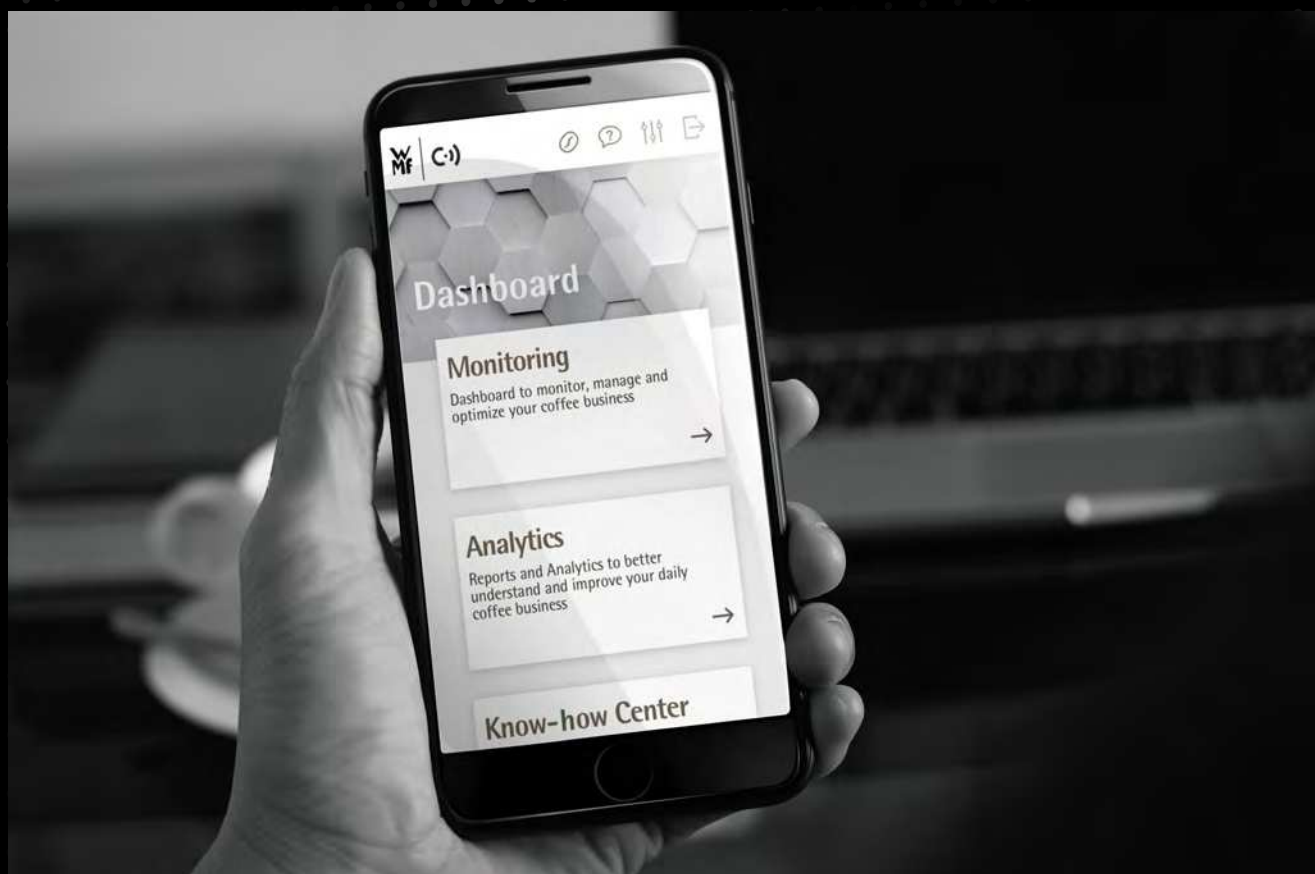 WMF
Dashboard
Monitoring
Dashboard to monitor, manage and
optimize your coffee business
Analytics
Reports and Analytics to better
understand and improve your daily
coffee business
Know-how Center